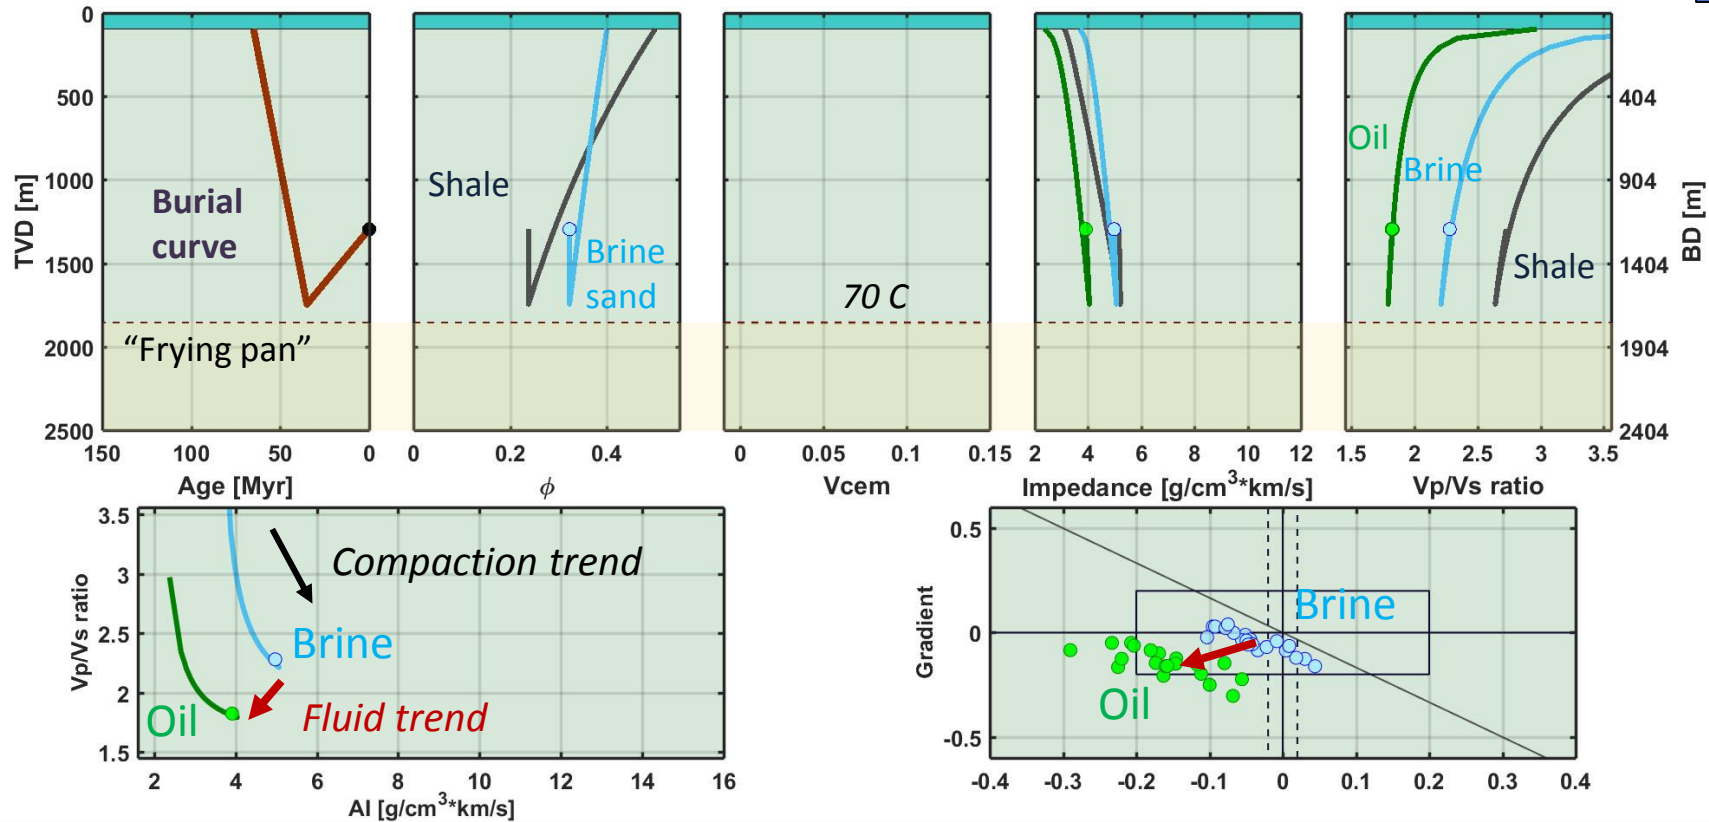 0
500
1000
1500
2000
2500
TVD [m]
Burial
curve
"Frying pan"
150
100
50
0
Age [Myr]
Shale
Brine
sand
0
0.2
0.4
ϕ
70 C
0
0.05
0.1
0.15
Vcem
2
4
6
8
10
12
Impedance [g/cm³*km/s]
Oil
Brine
Shale
1.5
2
2.5
3
3.5
Vp/Vs ratio
404
904
1404
1904
2404
BD [m]
3.5
3
2.5
2
1.5
Vp/Vs ratio
Compaction trend
Brine
Oil
Fluid trend
2
4
6
8
10
12
14
16
AI [g/cm³*km/s]
0.5
0
-0.5
Gradient
Brine
Oil
-0.4
-0.3
-0.2
-0.1
0
0.1
0.2
0.3
0.4